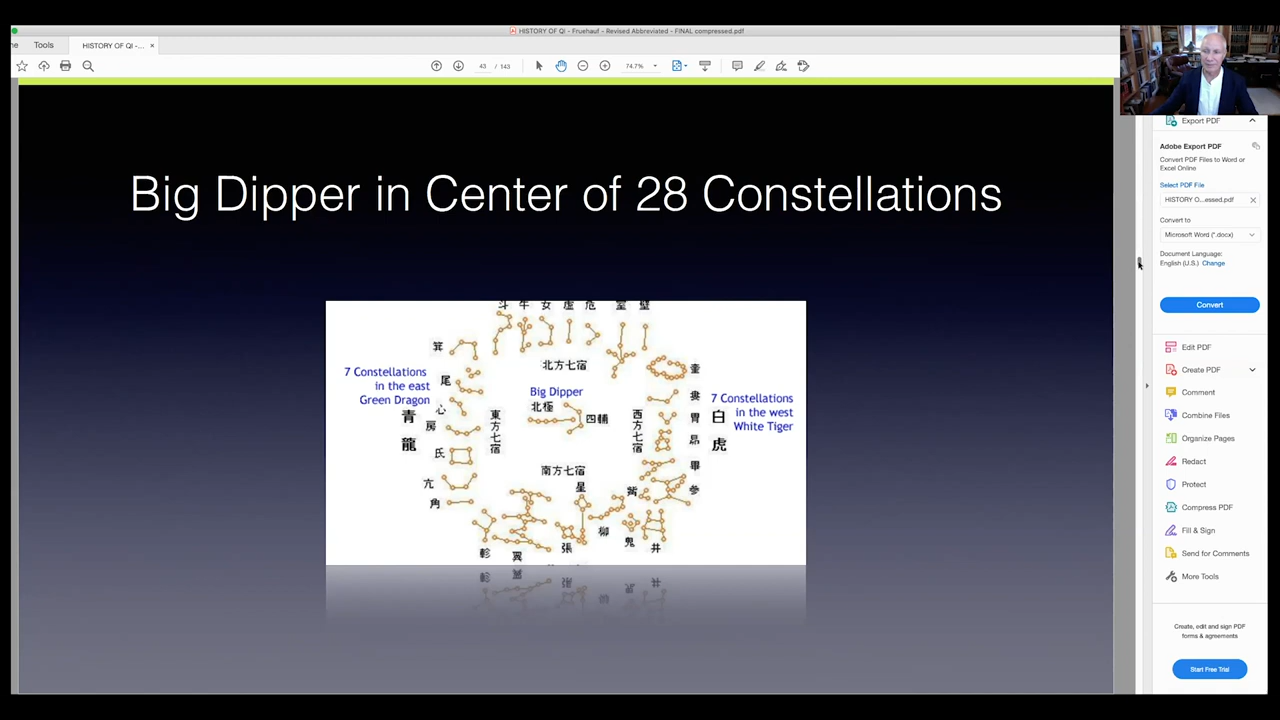 HISTORY OF QI - Fruehauf - Revised Abbreviated - FINAL compressed.pdf
ne
Tools
HISTORY OF QI -...
×
43 / 143
74.7%
Export PDF
Adobe Export PDF
Convert PDF Files to Word or
Excel Online
Select PDF File
HISTORY O...essed.pdf
Convert to
Microsoft Word (*.docx)
Document Language:
English (U.S.) Change
Convert
Edit PDF
Create PDF
Comment
Combine Files
Organize Pages
Redact
Protect
Compress PDF
Fill & Sign
Send for Comments
More Tools
Create, edit and sign PDF
forms & agreements
Start Free Trial
Big Dipper in Center of 28 Constellations
斗 牛 女 虛 危 室 壁
箕
尾
心
房
氐
亢
角
7 Constellations
in the east
Green Dragon
青
龍
東方七宿
北方七宿
Big Dipper
北極
四輔
南方七宿
西方七宿
奎
婁
胃
昴
畢
參
觜
7 Constellations
in the west
White Tiger
白
虎
星
柳
鬼
井
張
翼
軫